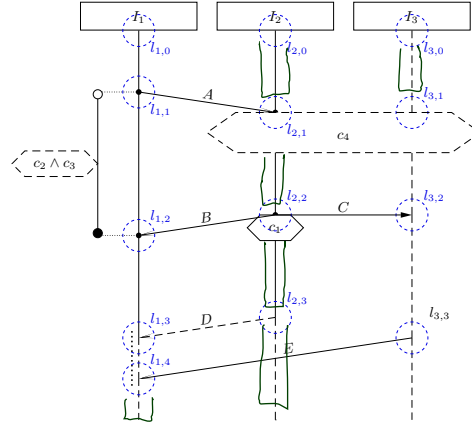 I₁ I₂ I₃
l₁,₀ l₂,₀ l₃,₀
A
l₁,₁ l₂,₁ l₃,₁
c₄
c₂ ∧ c₃
l₁,₂ B l₂,₂ C l₃,₂
l₂,₃
l₁,₃ D l₃,₃
l₁,₄ E